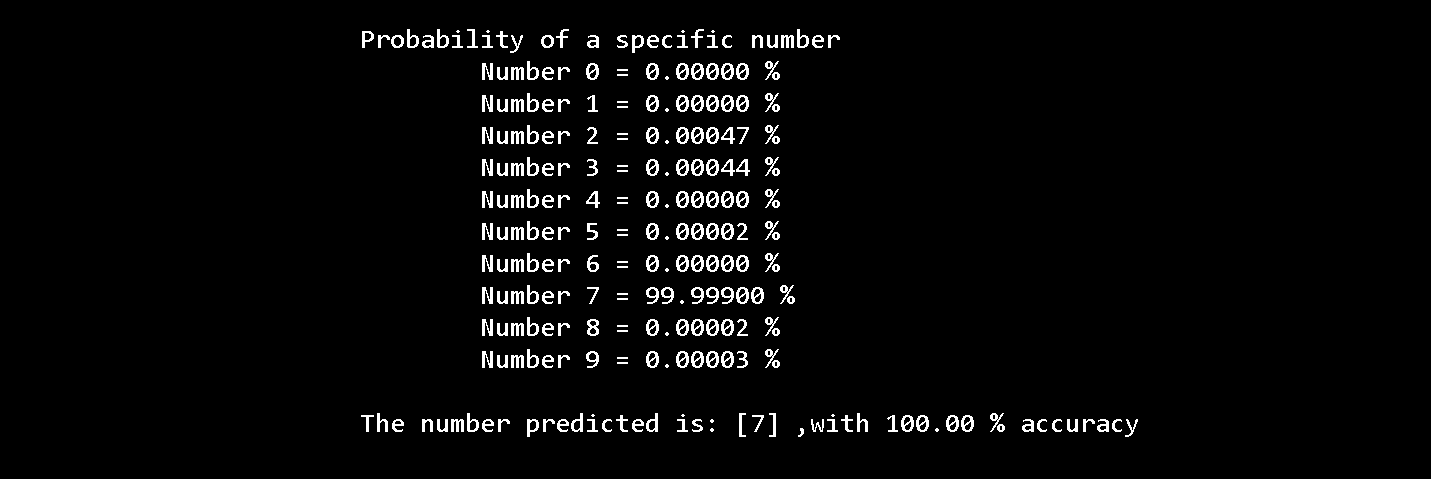 Probability of a specific number
Number 0 = 0.00000 %
Number 1 = 0.00000 %
Number 2 = 0.00047 %
Number 3 = 0.00044 %
Number 4 = 0.00000 %
Number 5 = 0.00002 %
Number 6 = 0.00000 %
Number 7 = 99.99900 %
Number 8 = 0.00002 %
Number 9 = 0.00003 %
The number predicted is: [7] ,with 100.00 % accuracy